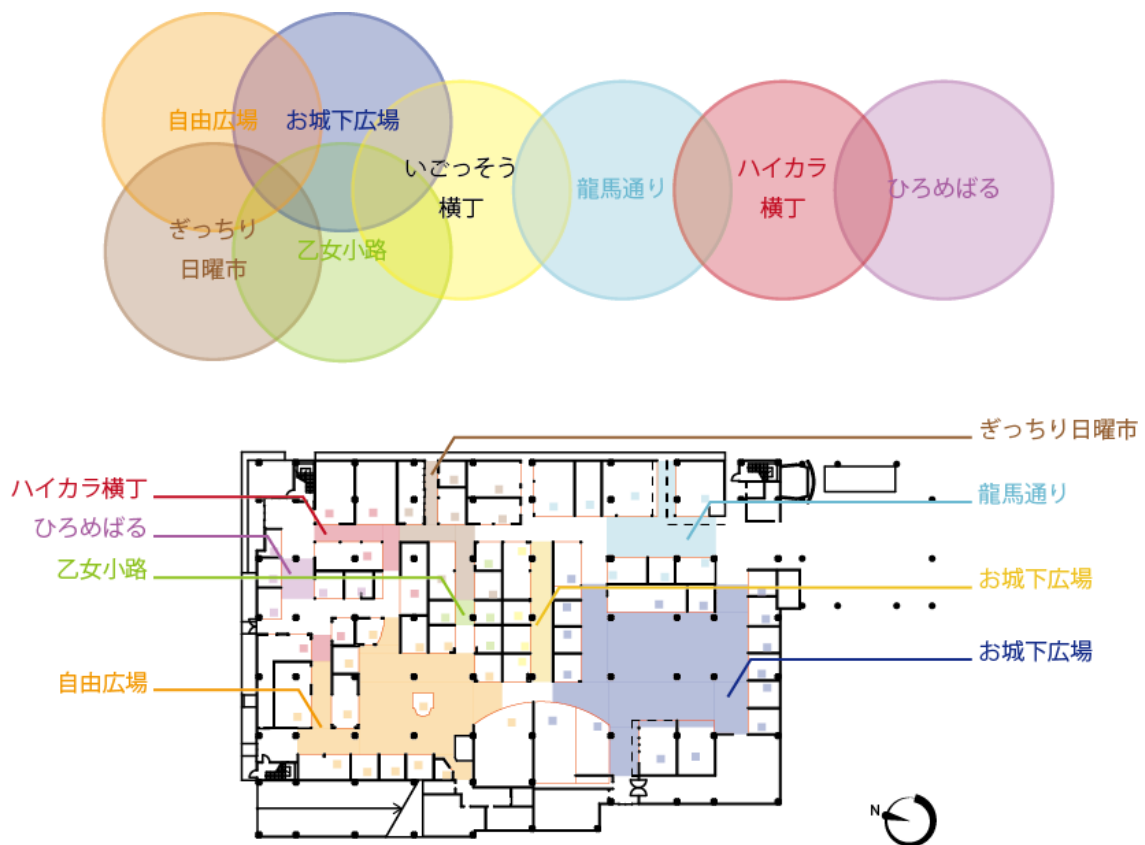 自由広場
お城下広場
いごっそう
横丁
龍馬通り
ハイカラ
横丁
ひろめばる
ぎっちり
日曜市
乙女小路
ぎっちり日曜市
ハイカラ横丁
龍馬通り
ひろめばる
乙女小路
お城下広場
お城下広場
自由広場
N